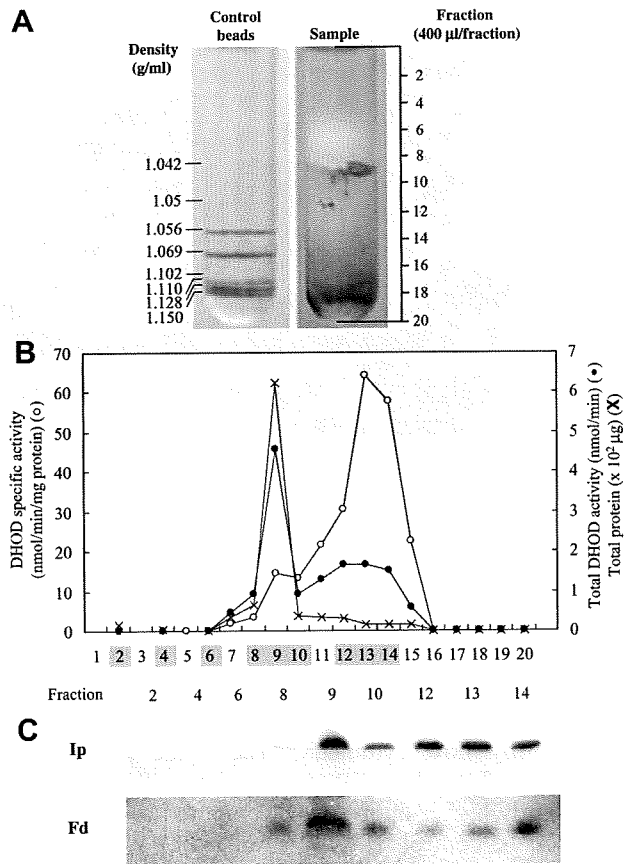 A
Control
beads
Sample
Fraction
(400 µl/fraction)
Density
(g/ml)
1.042
1.05
1.056
1.069
1.102
1.110
1.128
1.150
2
4
6
8
10
12
14
16
18
20
B
DHOD specific activity
(nmol/min/mg protein) (○)
70
60
50
40
30
20
10
0
Total DHOD activity (nmol/min) (●)
Total protein (x 10² µg) (X)
7
6
5
4
3
2
1
0
1 2 3 4 5 6 7 8 9 10 11 12 13 14 15 16 17 18 19 20
Fraction 2 4 6 8 9 10 12 13 14
C
Ip
Fd